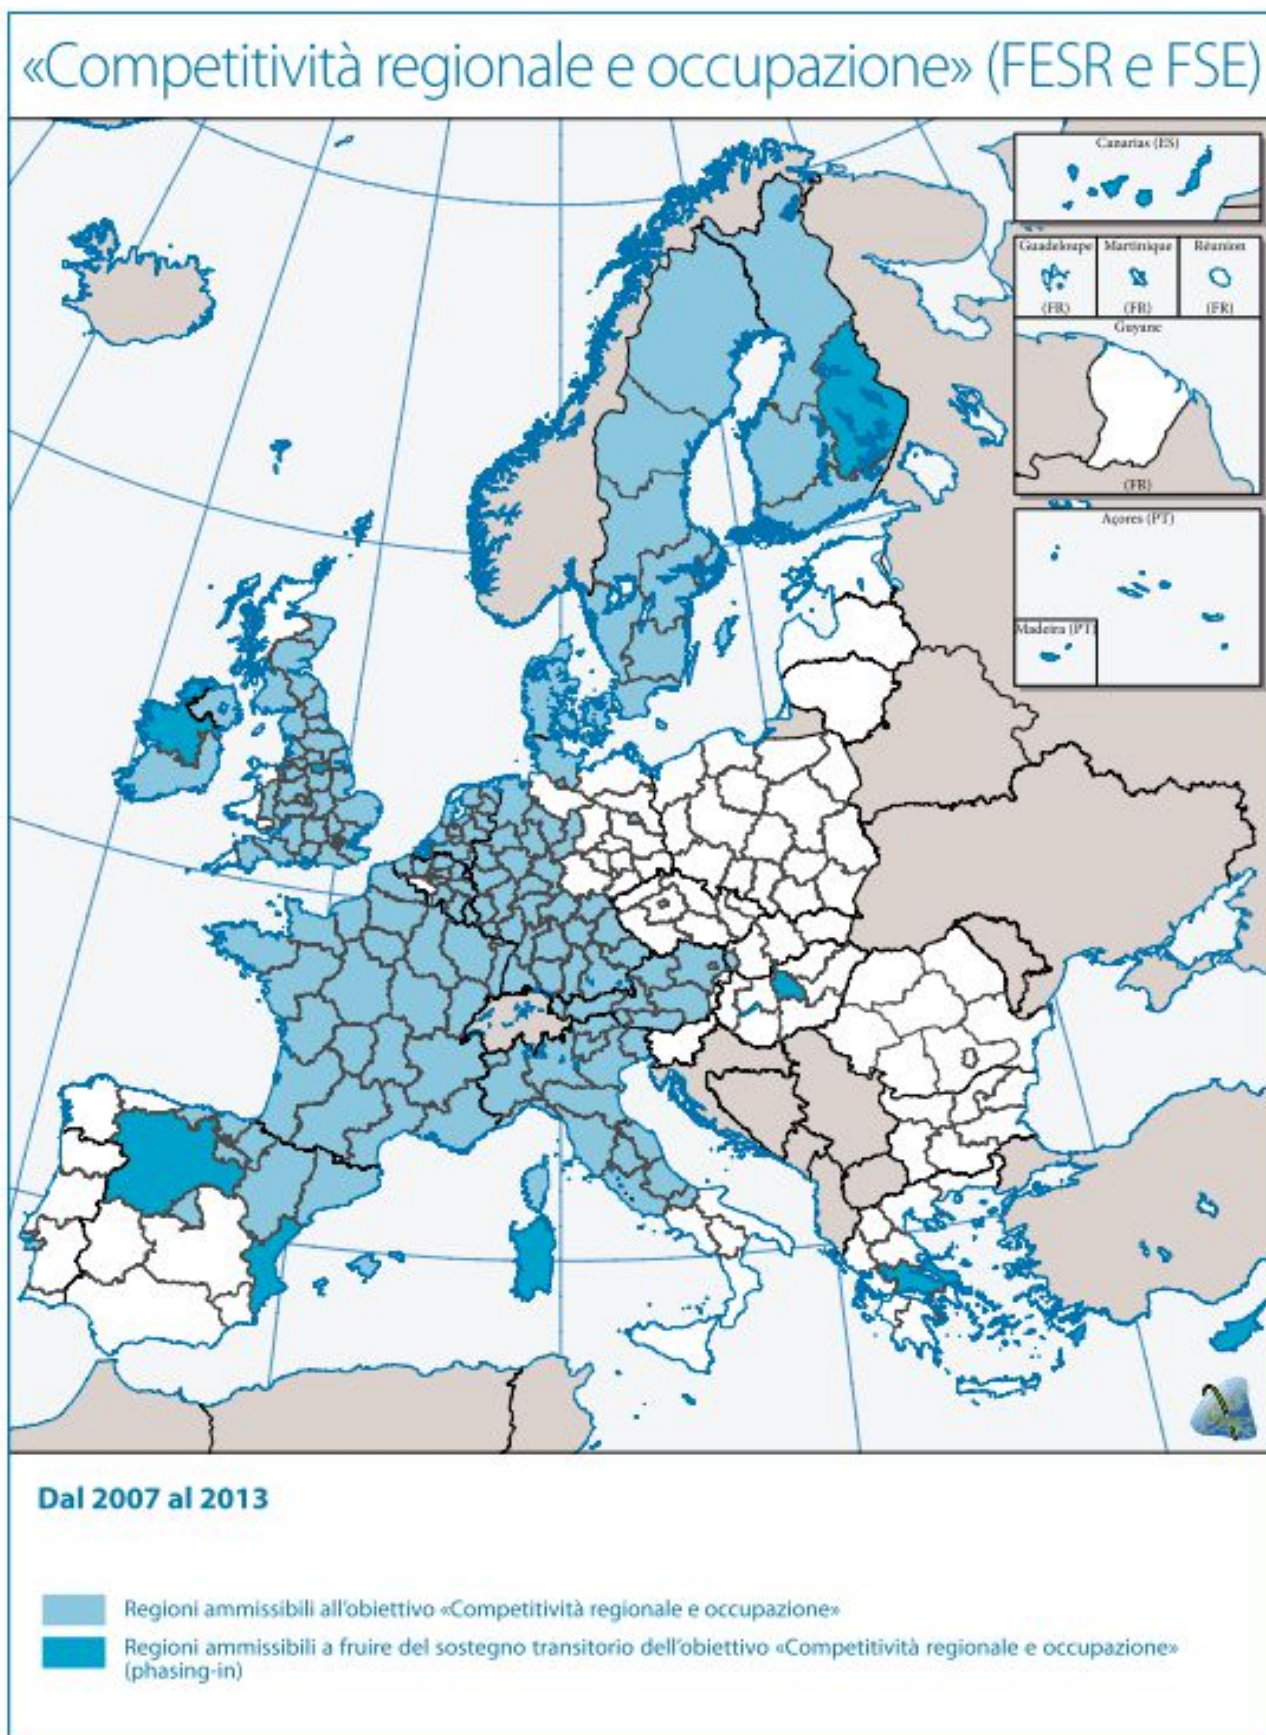 «Competitività regionale e occupazione» (FESR e FSE)
Canarias (ES)
Guadeloupe
Martinique
Réunion
(FR)
(FR)
(FR)
Guyane
(FR)
Açores (PT)
Madeira (PT)
Dal 2007 al 2013
Regioni ammissibili all'obiettivo «Competitività regionale e occupazione»
Regioni ammissibili a fruire del sostegno transitorio dell'obiettivo «Competitività regionale e occupazione»
(phasing-in)